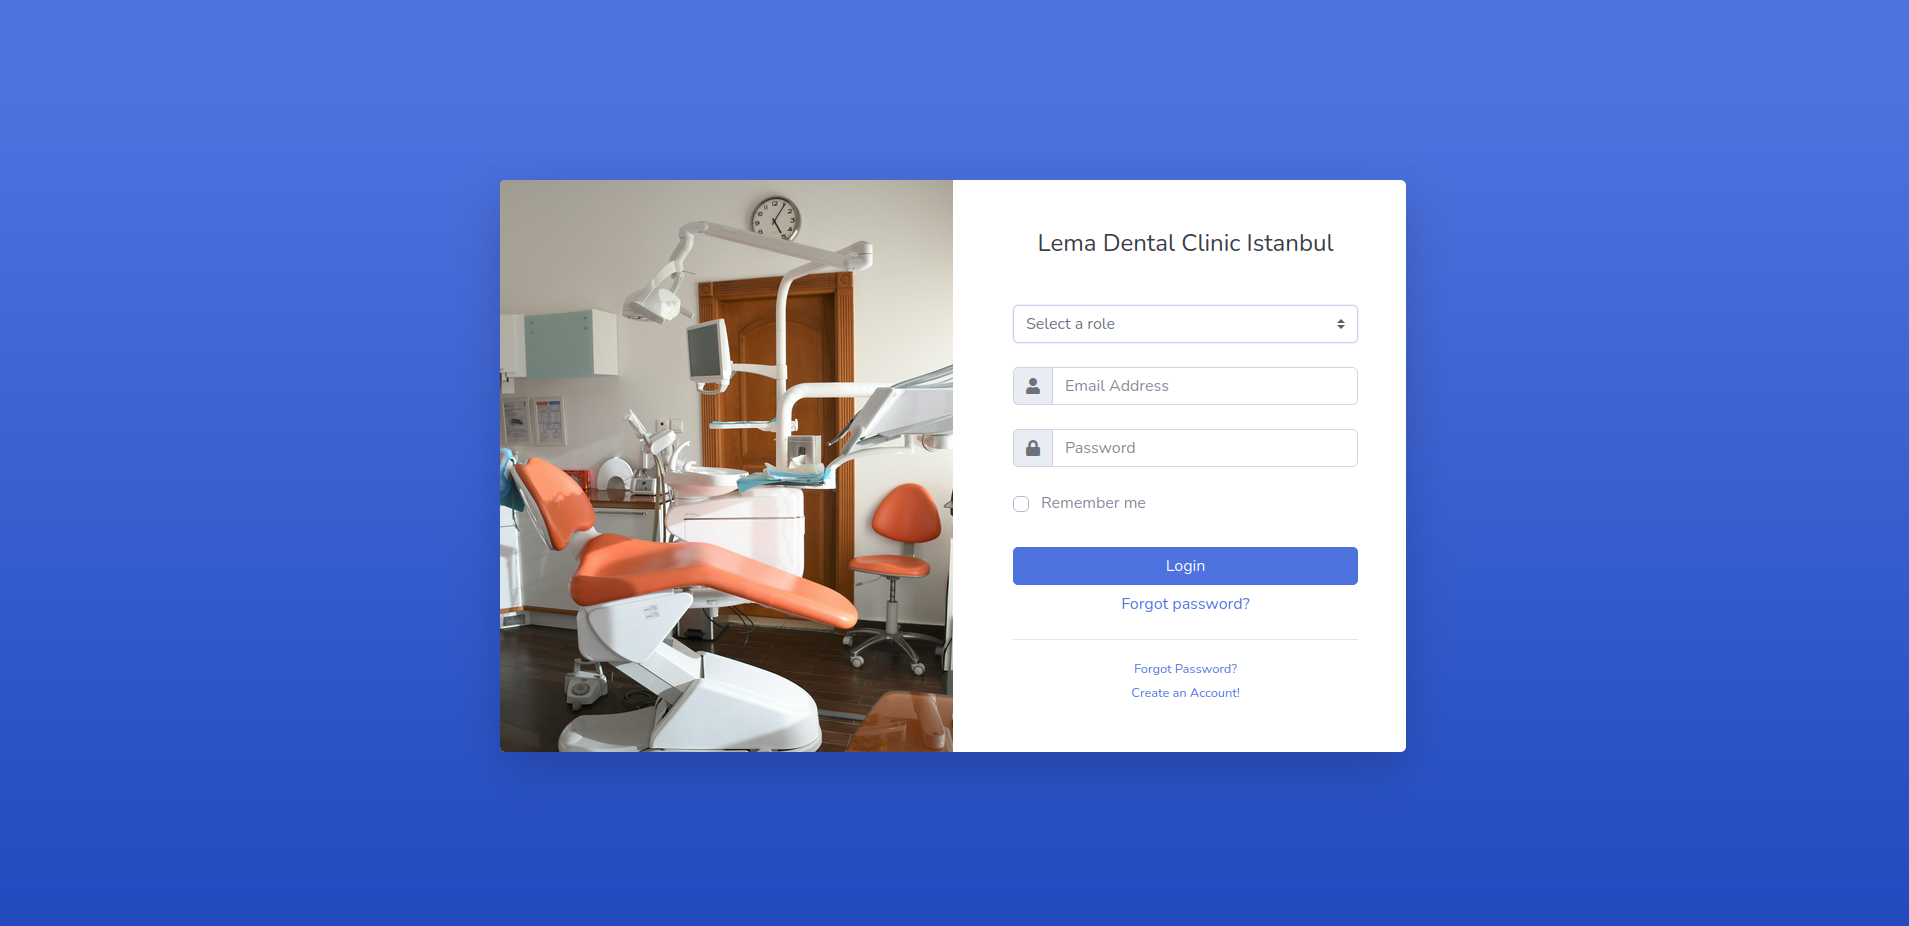 Lema Dental Clinic Istanbul
Select a role
Email Address
Password
Remember me
Login
Forgot password?
Forgot Password?
Create an Account!